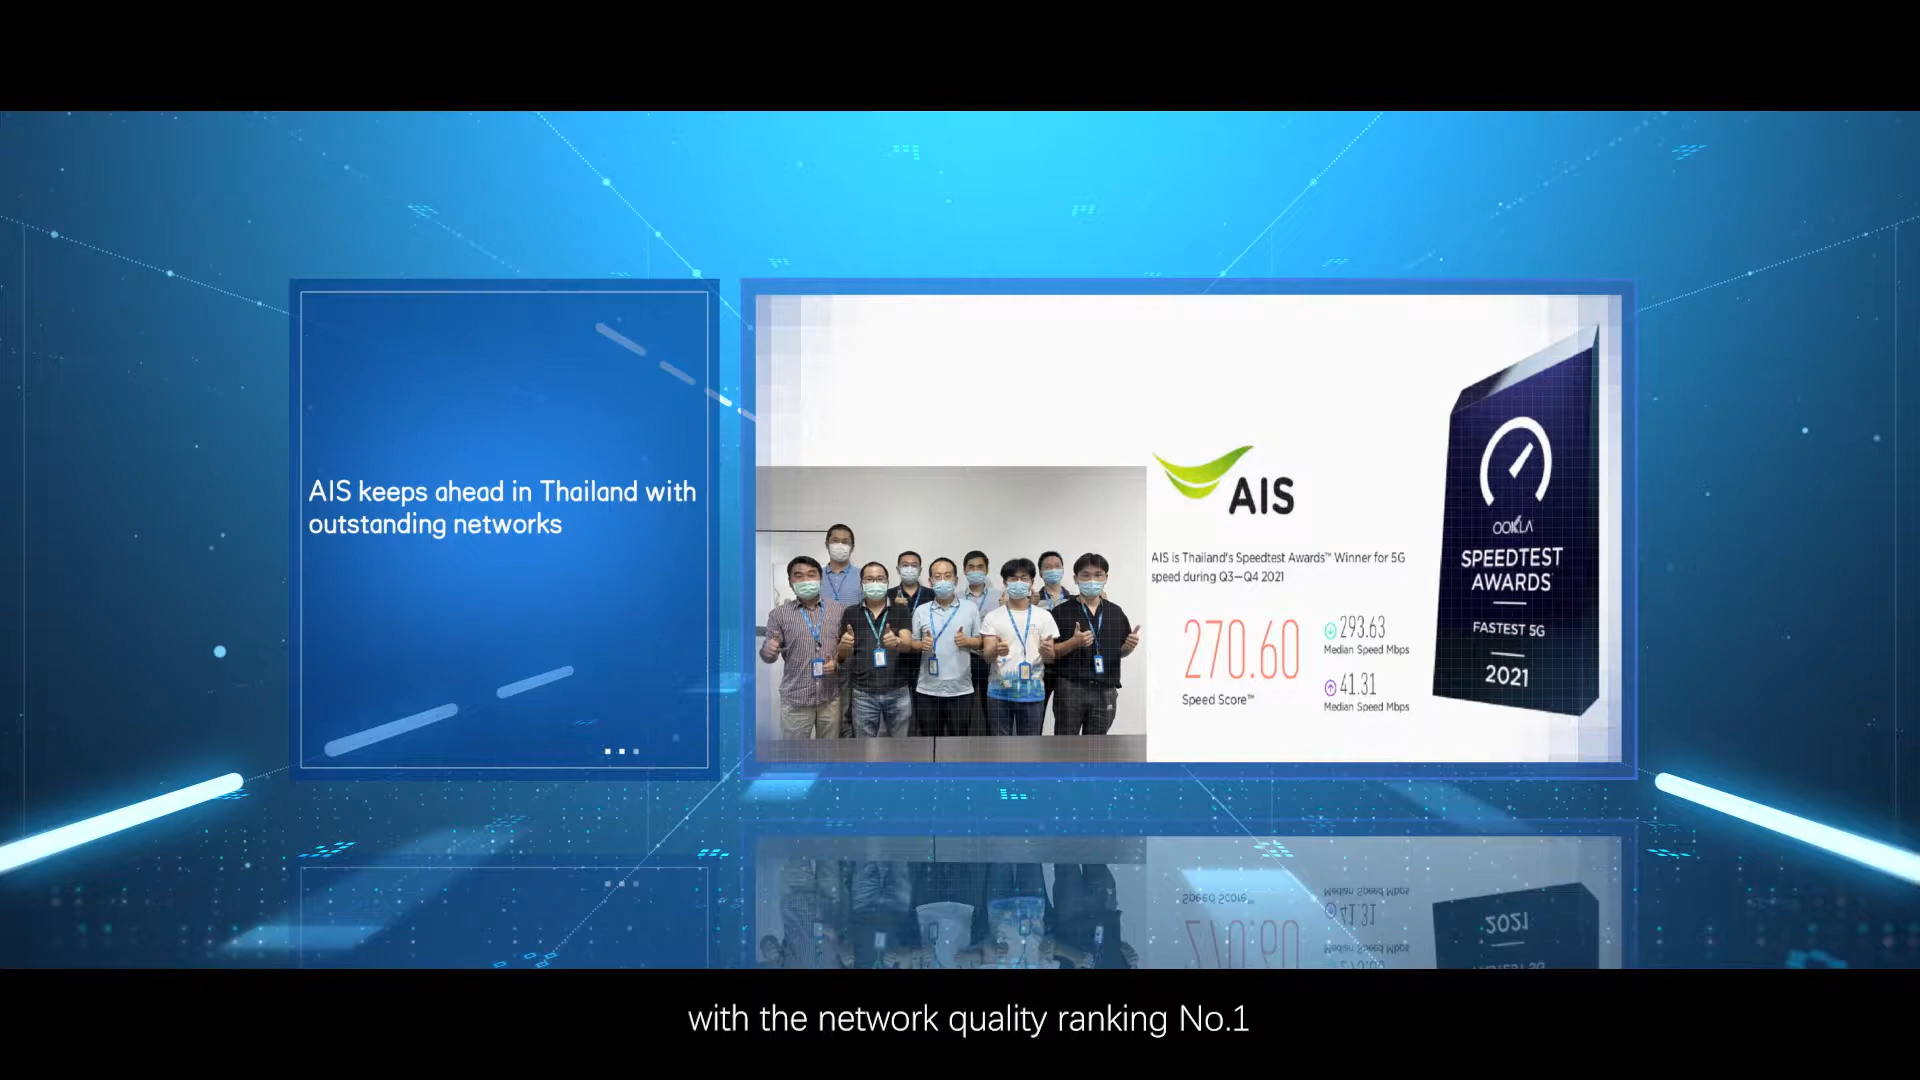 AIS keeps ahead in Thailand with
outstanding networks
AIS
AIS is Thailand's Speedtest Awards™ Winner for 5G
speed during Q3—Q4 2021
270.60
Speed Score™
293.63
Median Speed Mbps
41.31
Median Speed Mbps
OOKLA
SPEEDTEST
AWARDS
FASTEST 5G
2021
with the network quality ranking No.1